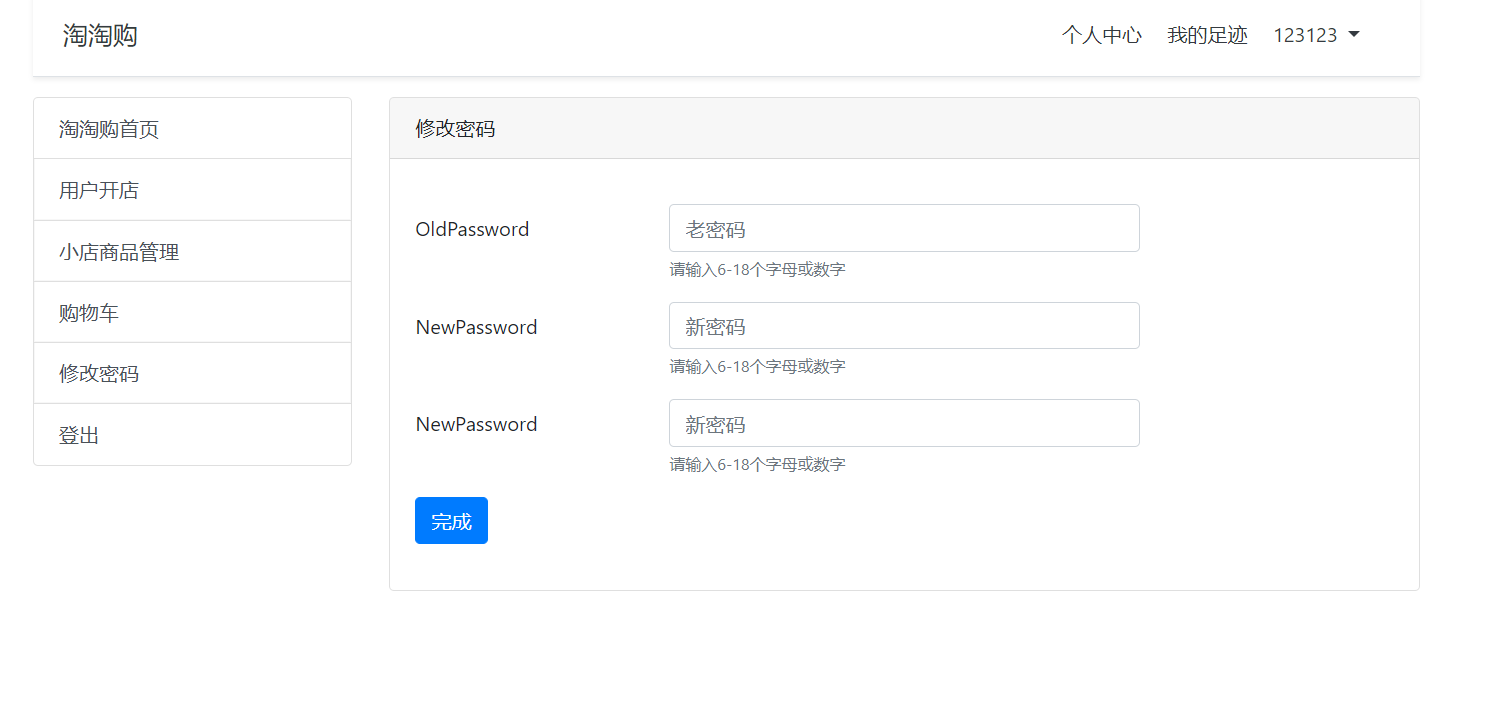 淘淘购
个人中心 我的足迹 123123
淘淘购首页
用户开店
小店商品管理
购物车
修改密码
登出
修改密码
OldPassword 老密码
请输入6-18个字母或数字
NewPassword 新密码
请输入6-18个字母或数字
NewPassword 新密码
请输入6-18个字母或数字
完成